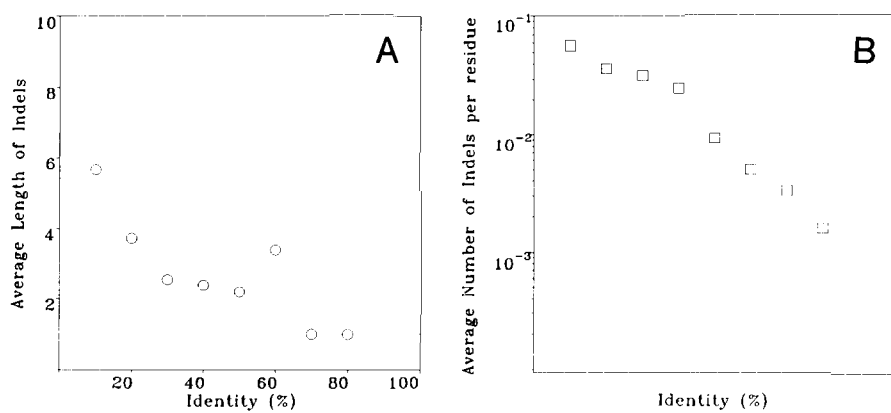 A
Average Length of Indels
10
8
6
4
2
20 40 60 80 100
Identity (%)
B
Average Number of Indels per residue
10^-1
10^-2
10^-3
Identity (%)